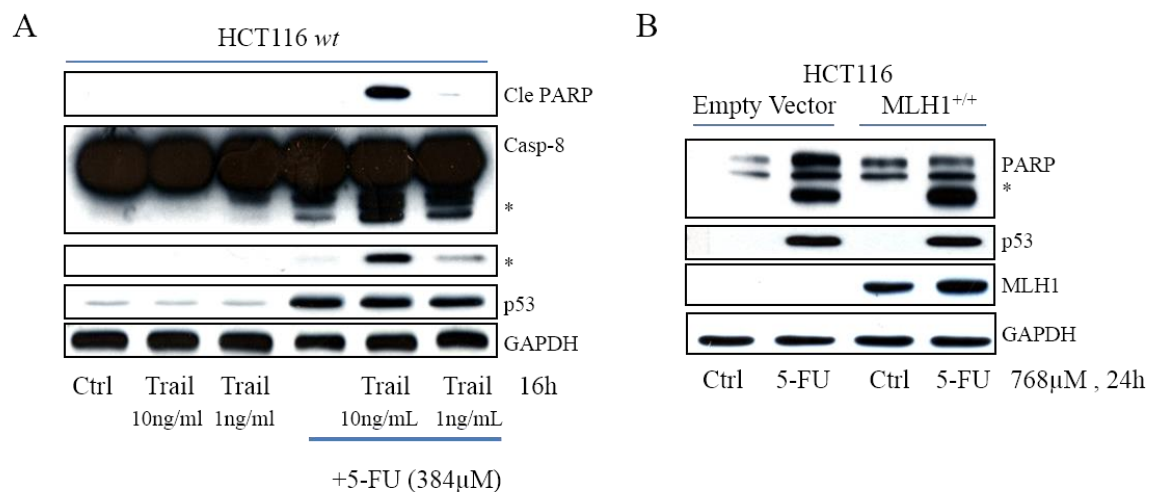 A
HCT116 wt
Cle PARP
Casp-8
*
*
p53
GAPDH
Ctrl Trail Trail Trail Trail 16h
10ng/ml 1ng/ml 10ng/mL 1ng/mL
+5-FU (384µM)
B
HCT116
Empty Vector MLH1+/+
PARP
*
p53
MLH1
GAPDH
Ctrl 5-FU Ctrl 5-FU 768µM , 24h